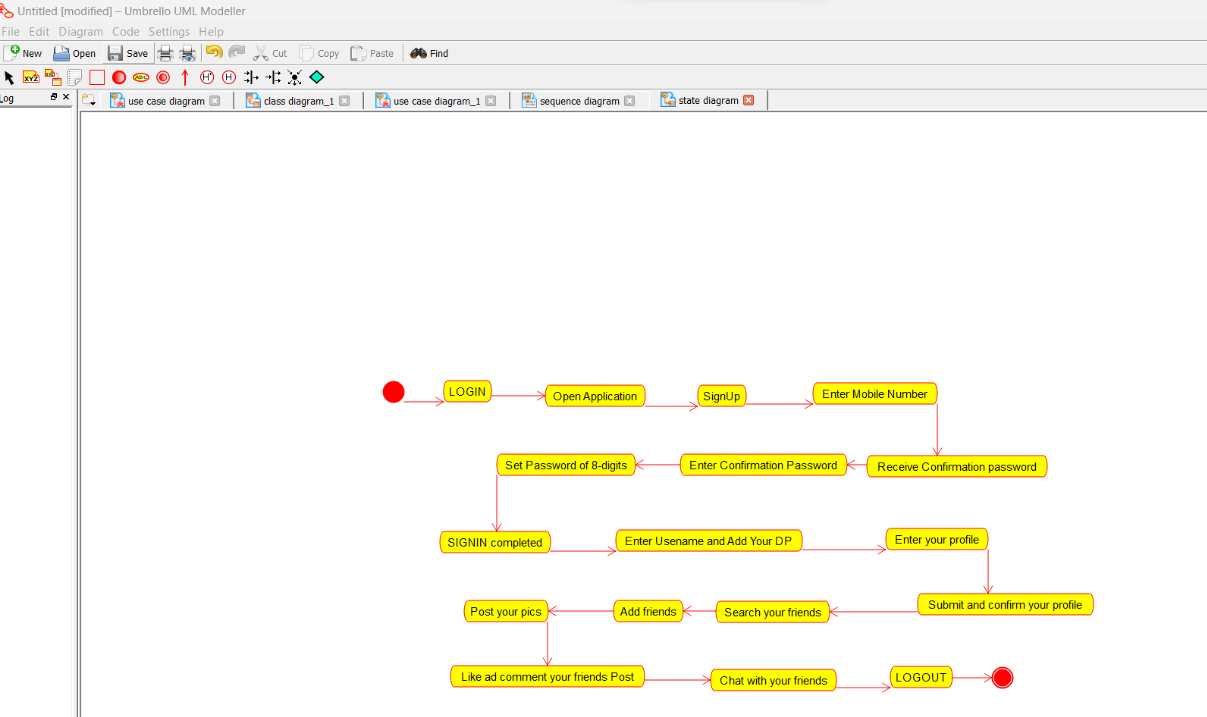 Untitled [modified] – Umbrello UML Modeller
File Edit Diagram Code Settings Help
New Open Save Cut Copy Paste Find
Log
use case diagram class diagram_1 use case diagram_1 sequence diagram state diagram
LOGIN Open Application SignUp Enter Mobile Number
Set Password of 8-digits Enter Confirmation Password Receive Confirmation password
SIGNIN completed Enter Usename and Add Your DP Enter your profile
Post your pics Add friends Search your friends Submit and confirm your profile
Like ad comment your friends Post Chat with your friends LOGOUT